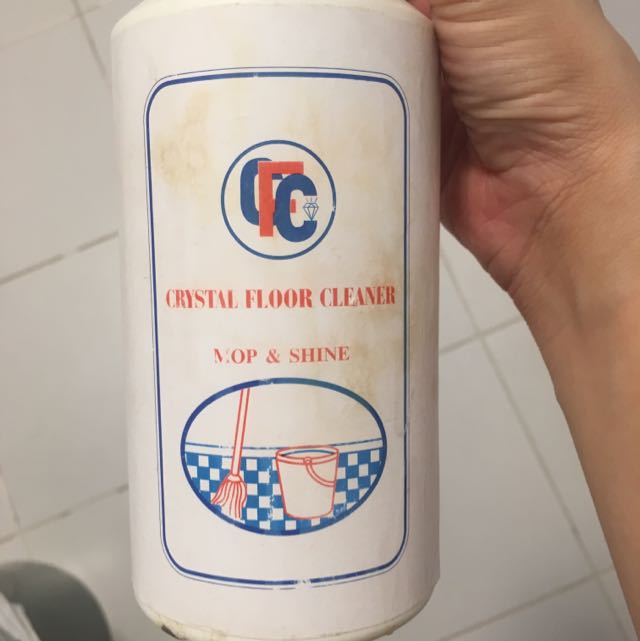 CFC
CRYSTAL FLOOR CLEANER
MOP & SHINE